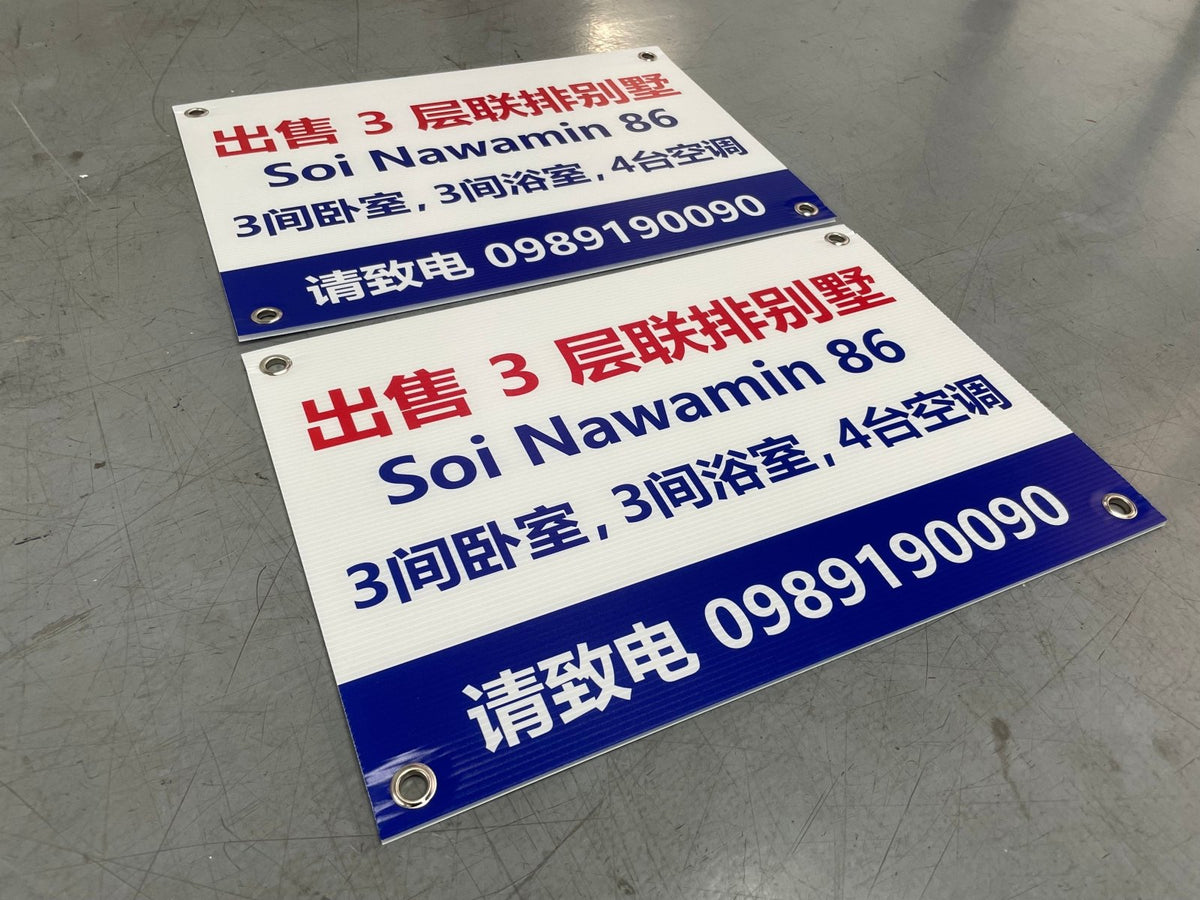 出售 3 层联排别墅
Soi Nawamin 86
3间卧室, 3间浴室, 4台空调
请致电 0989190090
出售 3 层联排别墅
Soi Nawamin 86
3间卧室, 3间浴室, 4台空调
请致电 0989190090